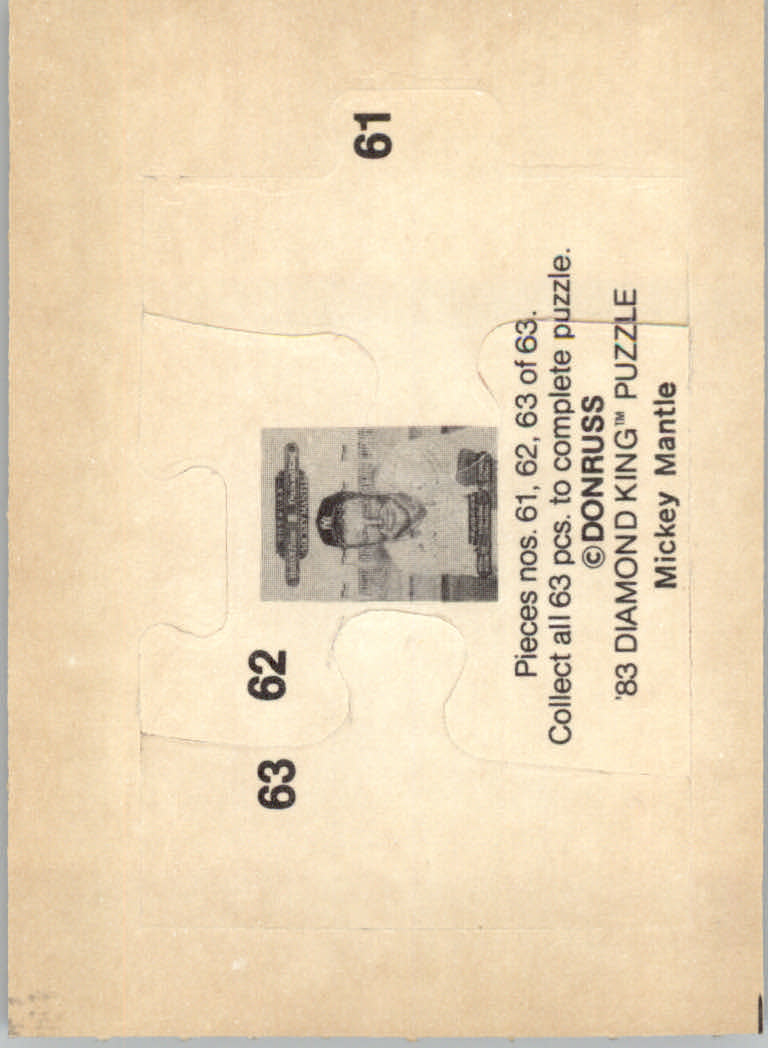 61
62
63
Pieces nos. 61, 62, 63 of 63.
Collect all 63 pcs. to complete puzzle.
©DONRUSS
'83 DIAMOND KING™ PUZZLE
Mickey Mantle